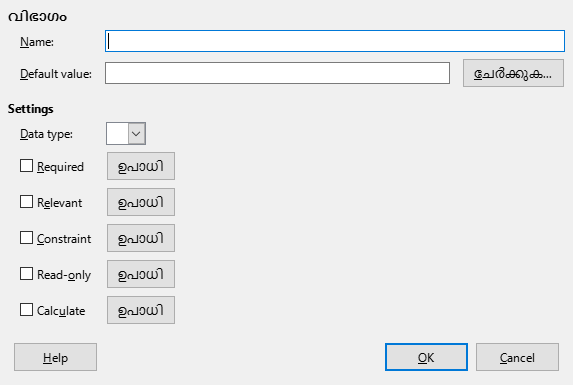 വിഭാഗം
Name:
Default value: ചേർക്കുക...
Settings
Data type:
Required ഉപാധി
Relevant ഉപാധി
Constraint ഉപാധി
Read-only ഉപാധി
Calculate ഉപാധി
Help OK Cancel